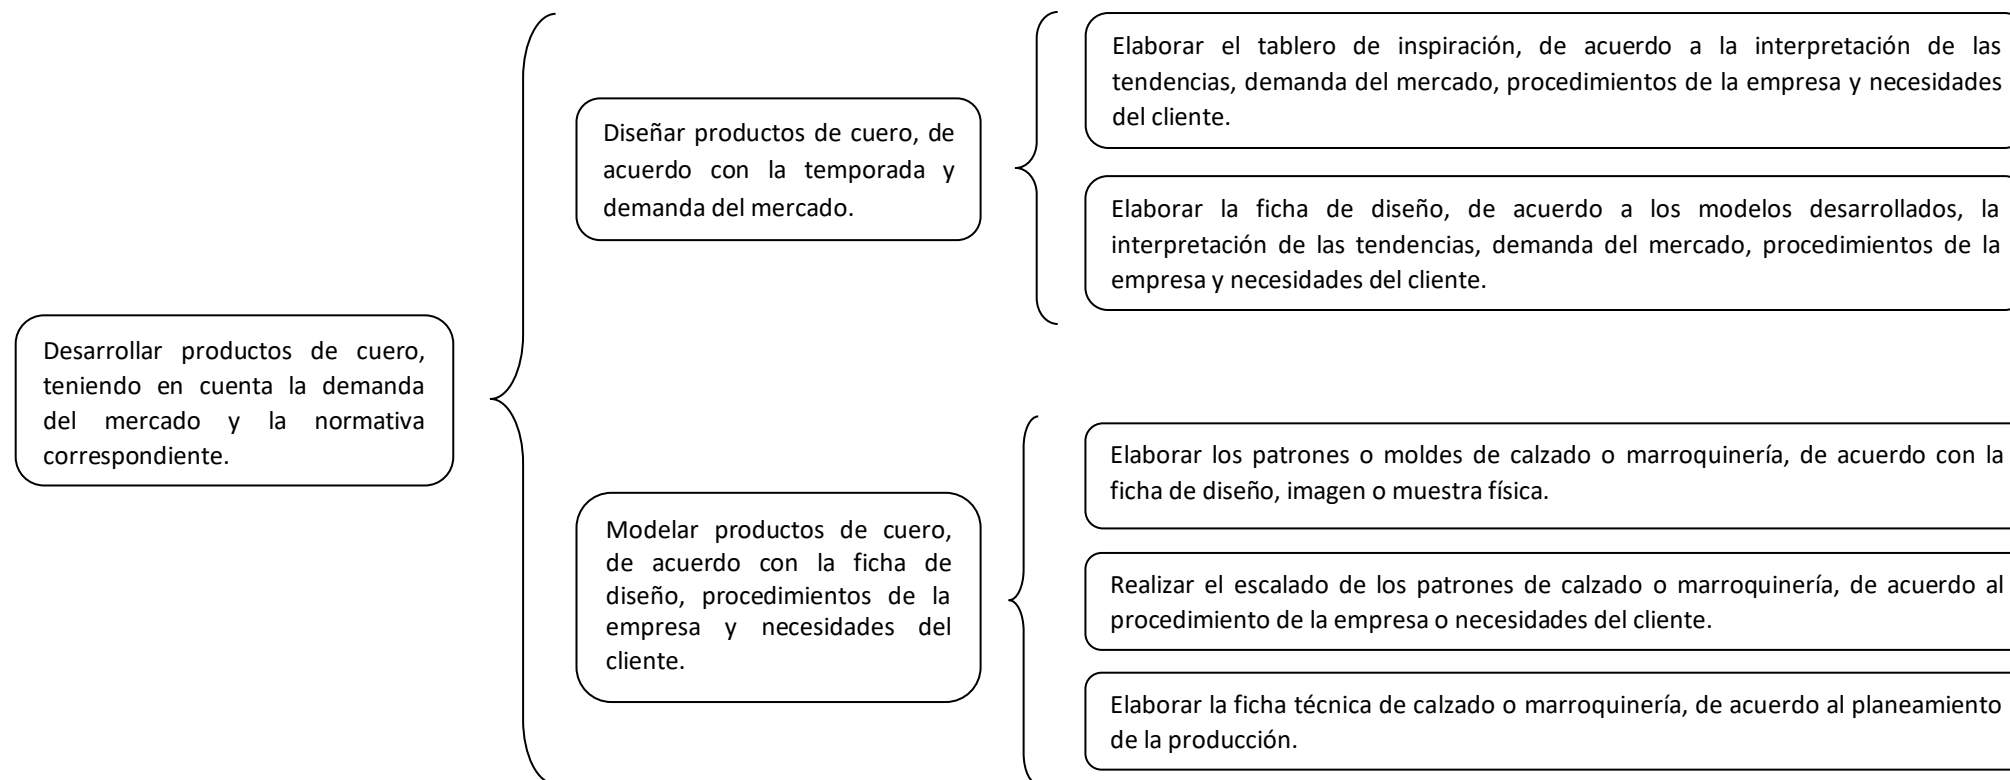 Desarrollar productos de cuero,
teniendo en cuenta la demanda
del mercado y la normativa
correspondiente.
Diseñar productos de cuero, de
acuerdo con la temporada y
demanda del mercado.
Elaborar el tablero de inspiración, de acuerdo a la interpretación de las
tendencias, demanda del mercado, procedimientos de la empresa y necesidades
del cliente.
Elaborar la ficha de diseño, de acuerdo a los modelos desarrollados, la
interpretación de las tendencias, demanda del mercado, procedimientos de la
empresa y necesidades del cliente.
Modelar productos de cuero,
de acuerdo con la ficha de
diseño, procedimientos de la
empresa y necesidades del
cliente.
Elaborar los patrones o moldes de calzado o marroquinería, de acuerdo con la
ficha de diseño, imagen o muestra física.
Realizar el escalado de los patrones de calzado o marroquinería, de acuerdo al
procedimiento de la empresa o necesidades del cliente.
Elaborar la ficha técnica de calzado o marroquinería, de acuerdo al planeamiento
de la producción.